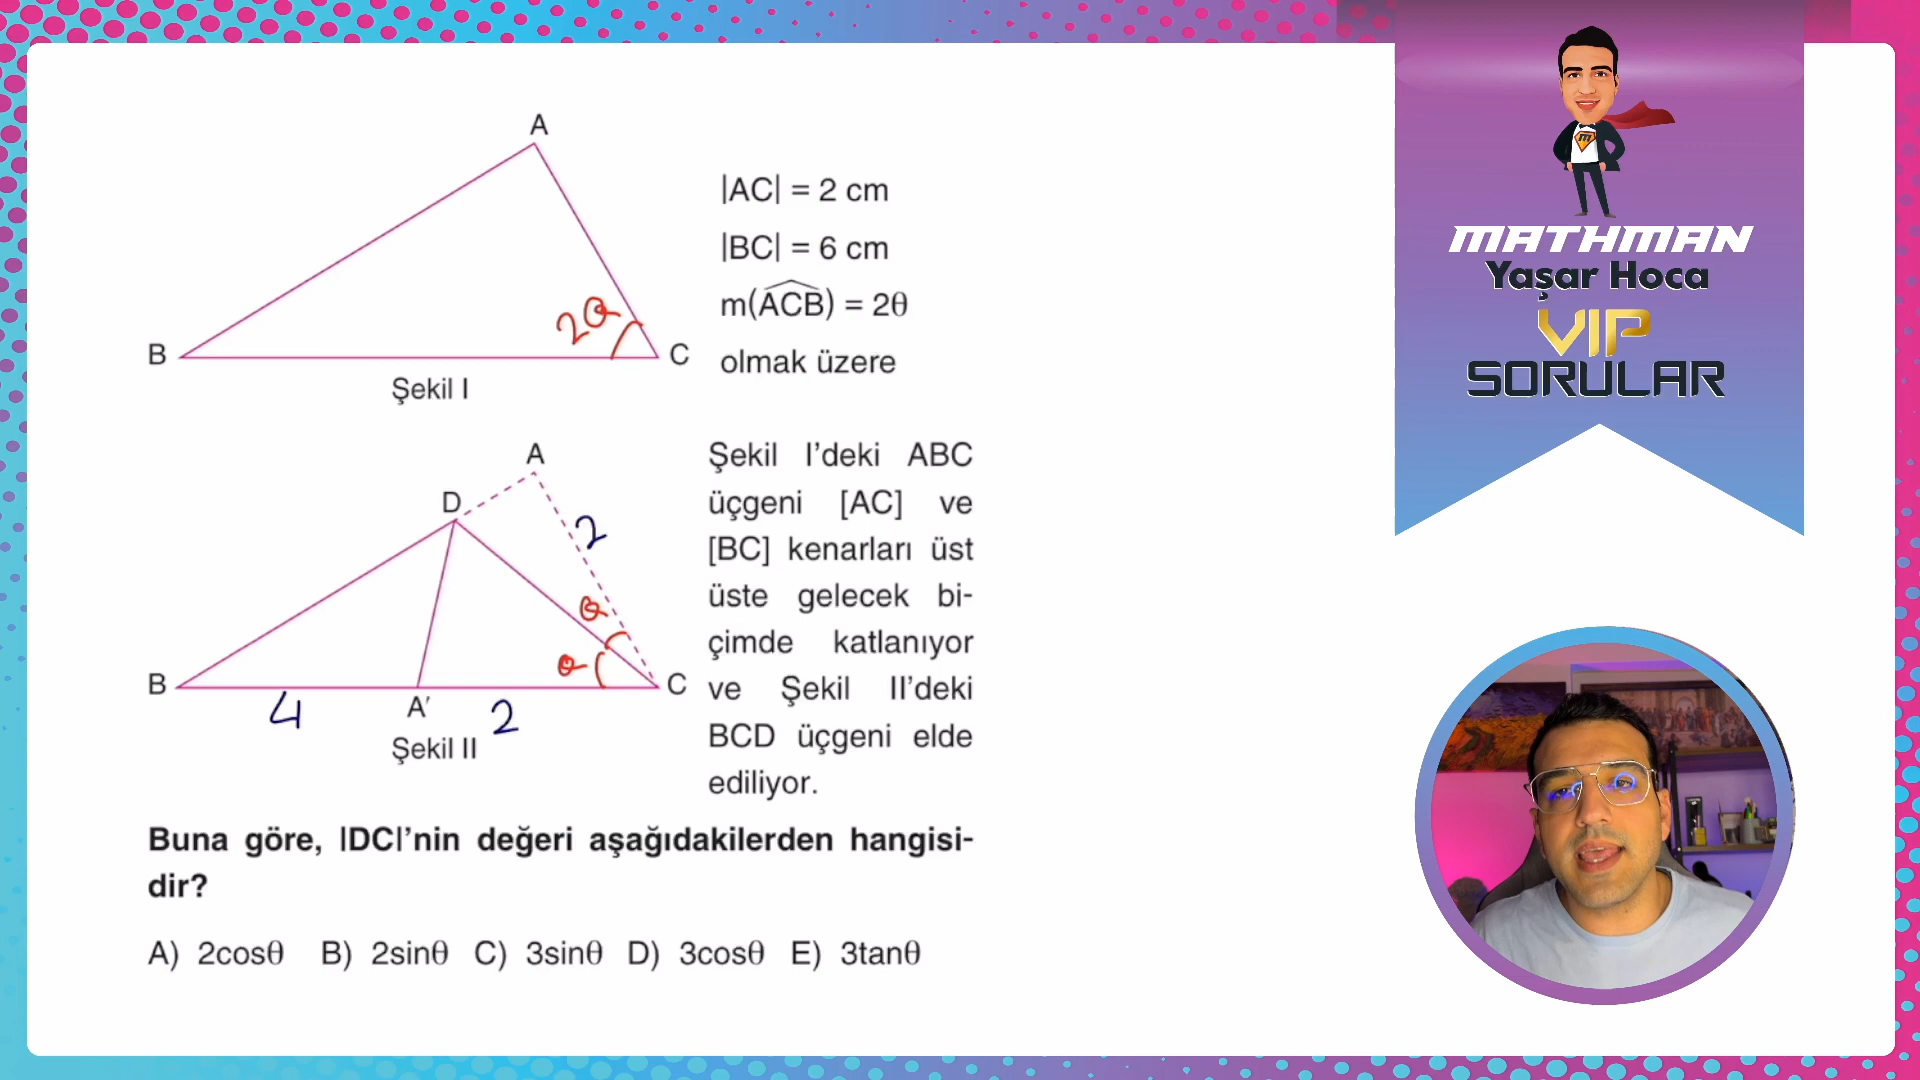 A
|AC| = 2 cm
|BC| = 6 cm
m(ACB) = 2θ
olmak üzere
2θ
B
C
Şekil I
A
D
2
θ
θ
B
A′
C
4
2
Şekil II
Şekil I’deki ABC
üçgeni [AC] ve
[BC] kenarları üst
üste gelecek bi-
çimde katlanıyor
ve Şekil II’deki
BCD üçgeni elde
ediliyor.
Buna göre, |DC|’nin değeri aşağıdakilerden hangisi-
dir?
A) 2cosθ B) 2sinθ C) 3sinθ D) 3cosθ E) 3tanθ
m
MATHMAN
Yaşar Hoca
VIP
SORULAR